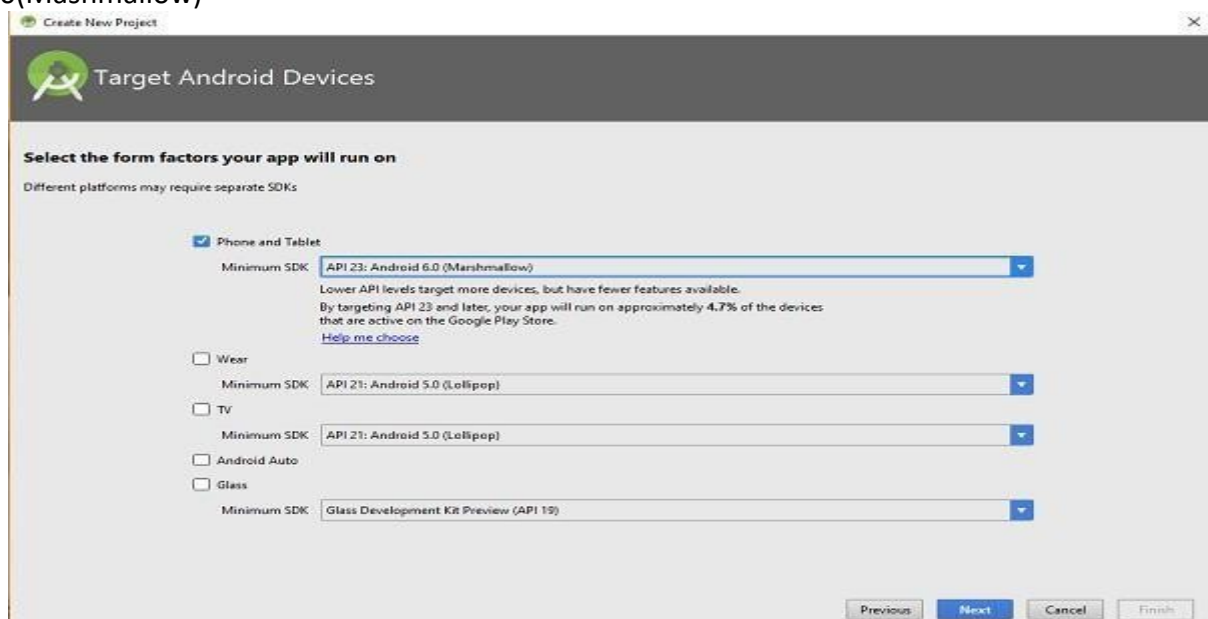 0(Mashmallow)
Create New Project
Target Android Devices
Select the form factors your app will run on
Different platforms may require separate SDKs
Phone and Tablet
Minimum SDK API 23: Android 6.0 (Marshmallow)
Lower API levels target more devices, but have fewer features available.
By targeting API 23 and later, your app will run on approximately 4.7% of the devices
that are active on the Google Play Store.
Help me choose
Wear
Minimum SDK API 21: Android 5.0 (Lollipop)
TV
Minimum SDK API 21: Android 5.0 (Lollipop)
Android Auto
Glass
Minimum SDK Glass Development Kit Preview (API 19)
Previous Next Cancel Finish